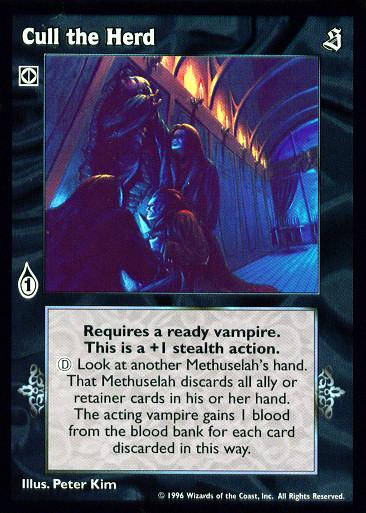 Cull the Herd
1
Requires a ready vampire.
This is a +1 stealth action.
Ⓓ Look at another Methuselah's hand.
That Methuselah discards all ally or
retainer cards in his or her hand.
The acting vampire gains 1 blood
from the blood bank for each card
discarded in this way.
Illus. Peter Kim
© 1996 Wizards of the Coast, Inc. All Rights Reserved.